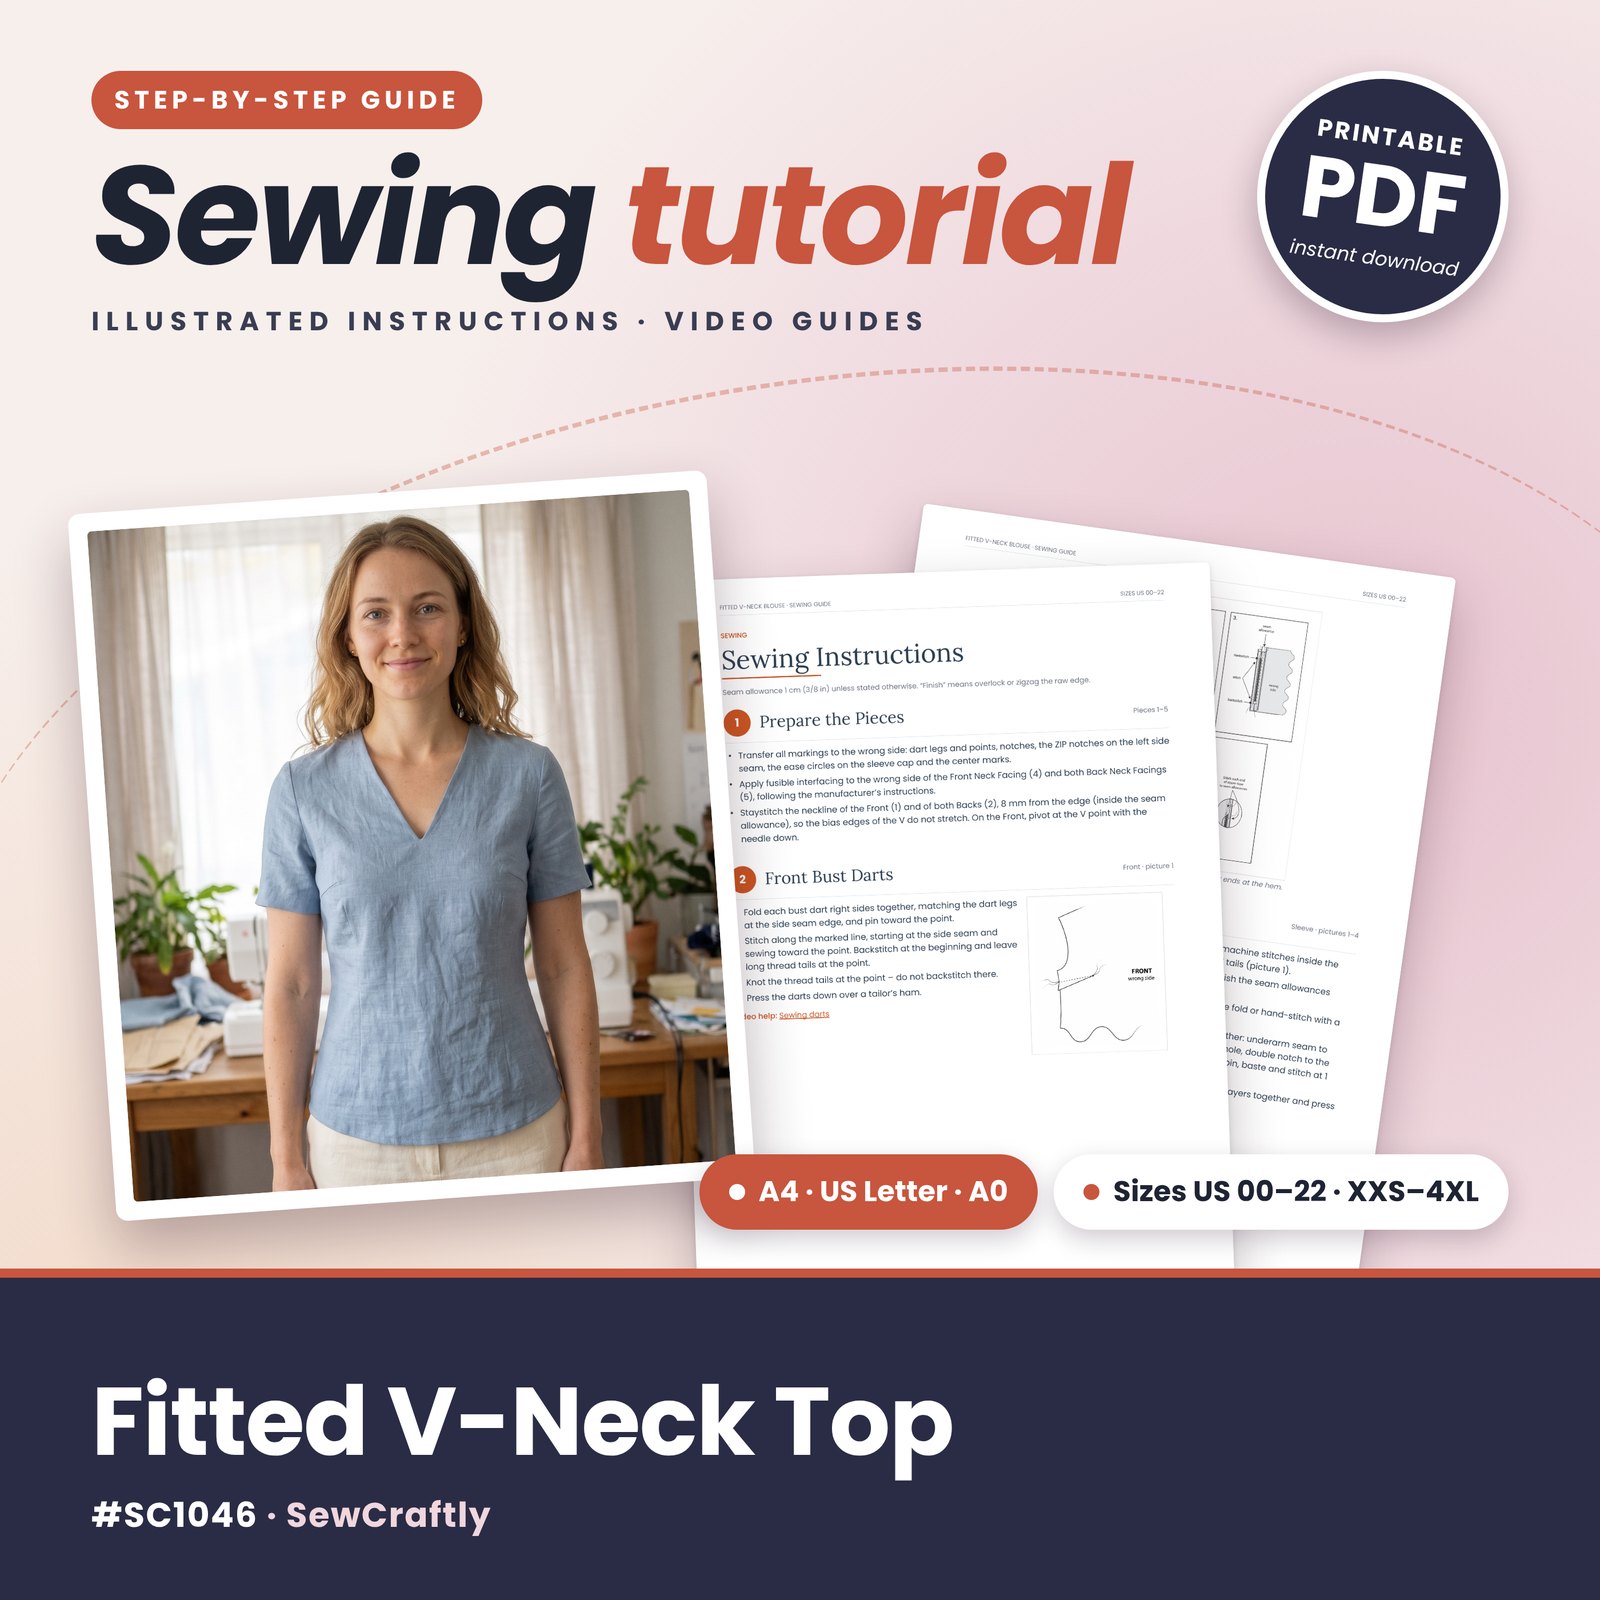 STEP-BY-STEP GUIDE
Sewing tutorial
ILLUSTRATED INSTRUCTIONS · VIDEO GUIDES
PRINTABLE
PDF
instant download
FITTED V-NECK BLOUSE · SEWING GUIDE
SIZES US 00–22
SEWING
Sewing Instructions
Seam allowance 1 cm (3/8 in) unless stated otherwise. "Finish" means overlock or zigzag the raw edge.
1 Prepare the Pieces
Pieces 1–5
• Transfer all markings to the wrong side: dart legs and points, notches, the ZIP notches on the left side
seam, the ease circles on the sleeve cap and the center marks.
• Apply fusible interfacing to the wrong side of the Front Neck Facing (4) and both Back Neck Facings
(5), following the manufacturer's instructions.
• Staystitch the neckline of the Front (1) and of both Backs (2), 8 mm from the edge (inside the seam
allowance), so the bias edges of the V do not stretch. On the Front, pivot at the V point with the
needle down.
2 Front Bust Darts
Front · picture 1
Fold each bust dart right sides together, matching the dart legs
at the side seam edge, and pin toward the point.
Stitch along the marked line, starting at the side seam and
sewing toward the point. Backstitch at the beginning and leave
long thread tails at the point.
Knot the thread tails at the point – do not backstitch there.
Press the darts down over a tailor's ham.
deo help: Sewing darts
FRONT
wrong side
FITTED V-NECK BLOUSE · SEWING GUIDE
SIZES US 00–22
3.
seam
allowance
wrong
side
ends at the hem.
Sleeve · pictures 1–4
machine stitches inside the
tails (picture 1).
ish the seam allowances
e fold or hand-stitch with a
ther: underarm seam to
ole, double notch to the
pin, baste and stitch at 1
ayers together and press
A4 · US Letter · A0
Sizes US 00–22 · XXS–4XL
Fitted V-Neck Top
#SC1046 · SewCraftly